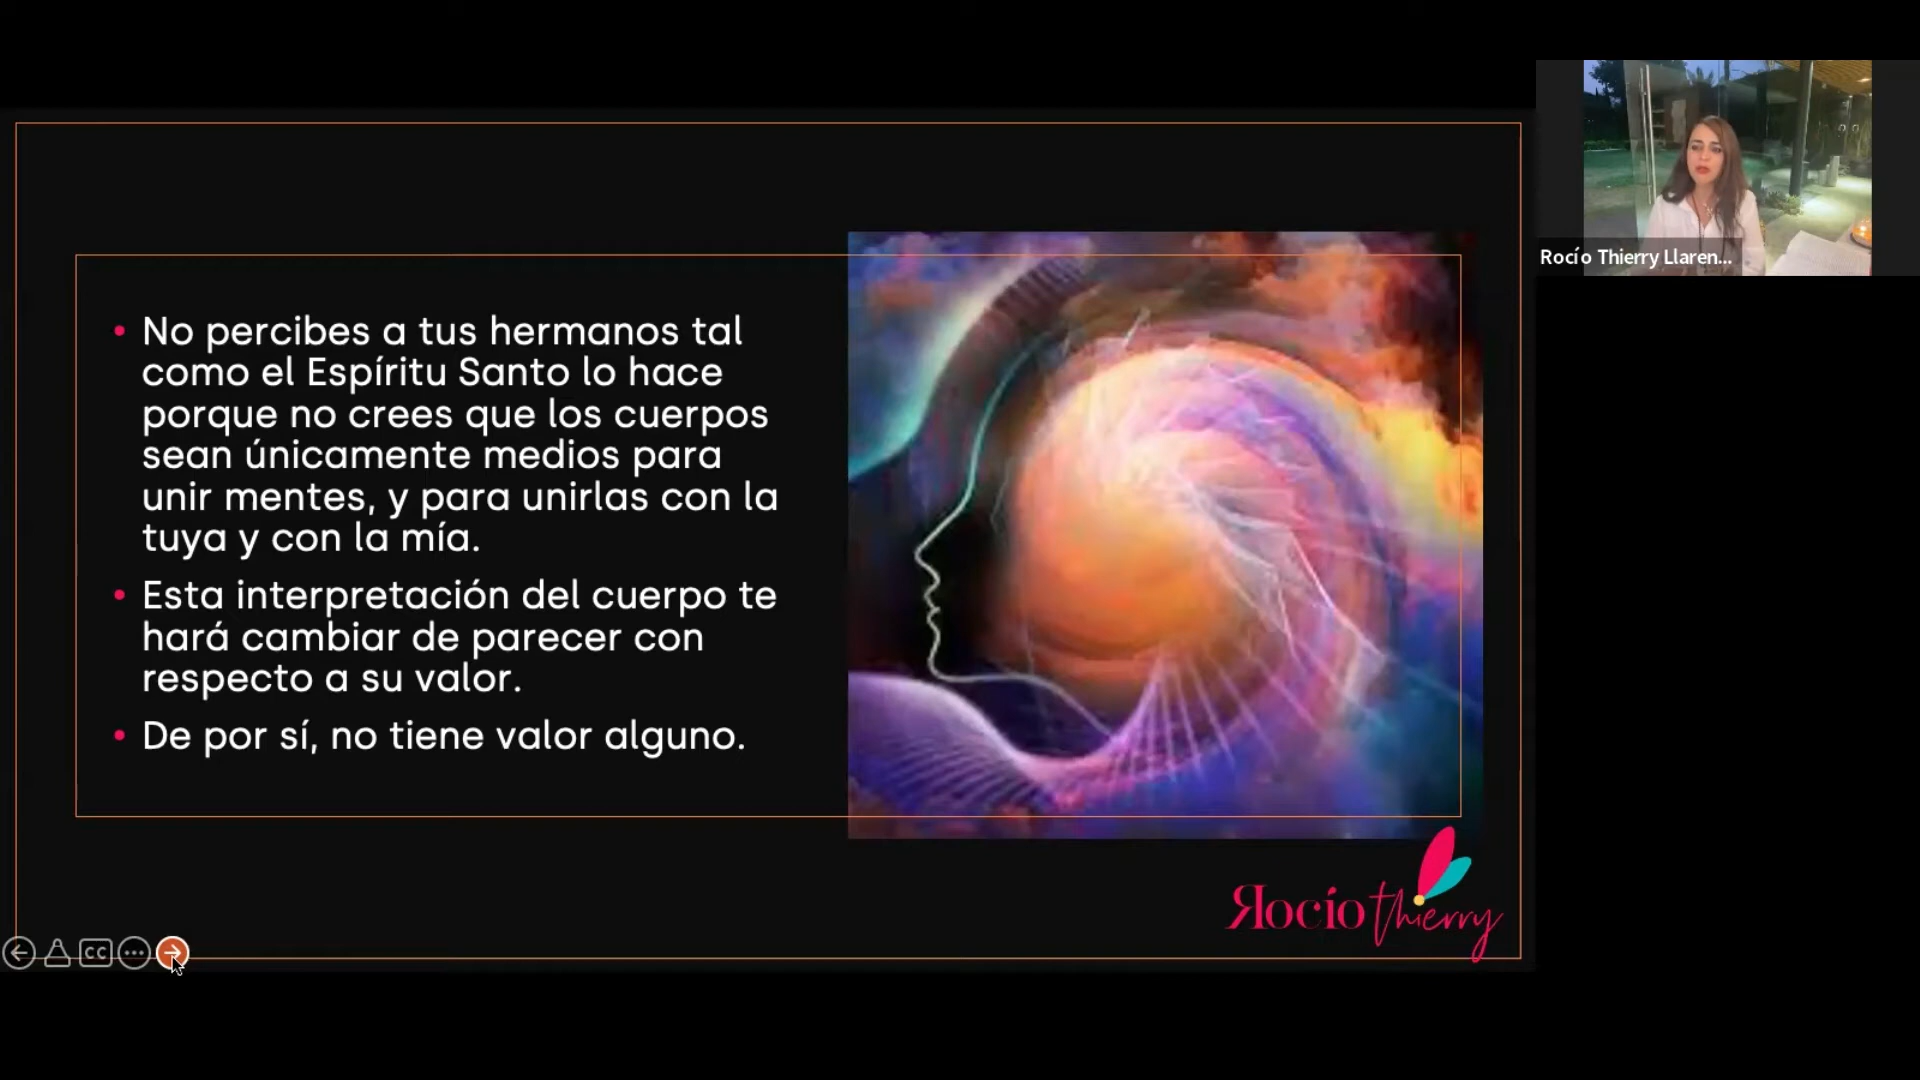 Rocío Thierry Llaren...
• No percibes a tus hermanos tal
como el Espíritu Santo lo hace
porque no crees que los cuerpos
sean únicamente medios para
unir mentes, y para unirlas con la
tuya y con la mía.
• Esta interpretación del cuerpo te
hará cambiar de parecer con
respecto a su valor.
• De por sí, no tiene valor alguno.
Rocío Thierry
CC